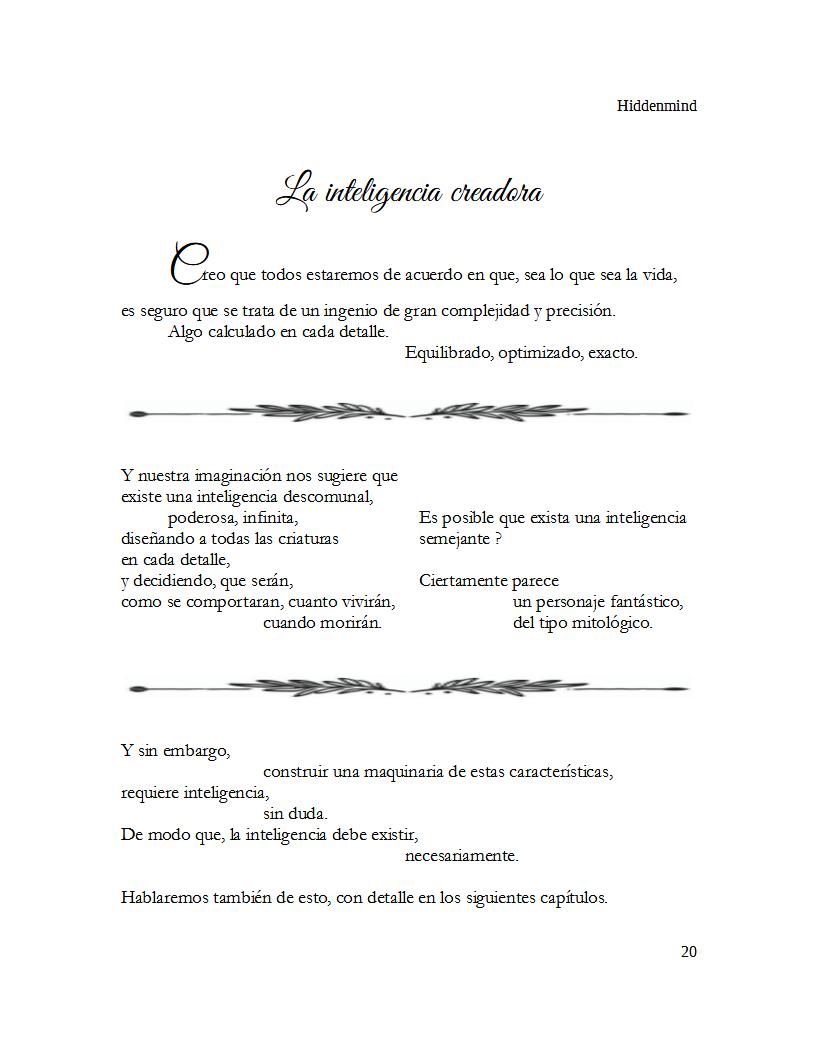 Hiddenmind
La inteligencia creadora
Creo que todos estaremos de acuerdo en que, sea lo que sea la vida,
es seguro que se trata de un ingenio de gran complejidad y precisión.
Algo calculado en cada detalle.
Equilibrado, optimizado, exacto.
Y nuestra imaginación nos sugiere que
existe una inteligencia descomunal,
poderosa, infinita,
diseñando a todas las criaturas
en cada detalle,
y decidiendo, que serán,
como se comportaran, cuanto vivirán,
cuando morirán.
Es posible que exista una inteligencia
semejante ?
Ciertamente parece
un personaje fantástico,
del tipo mitológico.
Y sin embargo,
construir una maquinaria de estas características,
requiere inteligencia,
sin duda.
De modo que, la inteligencia debe existir,
necesariamente.
Hablaremos también de esto, con detalle en los siguientes capítulos.
20